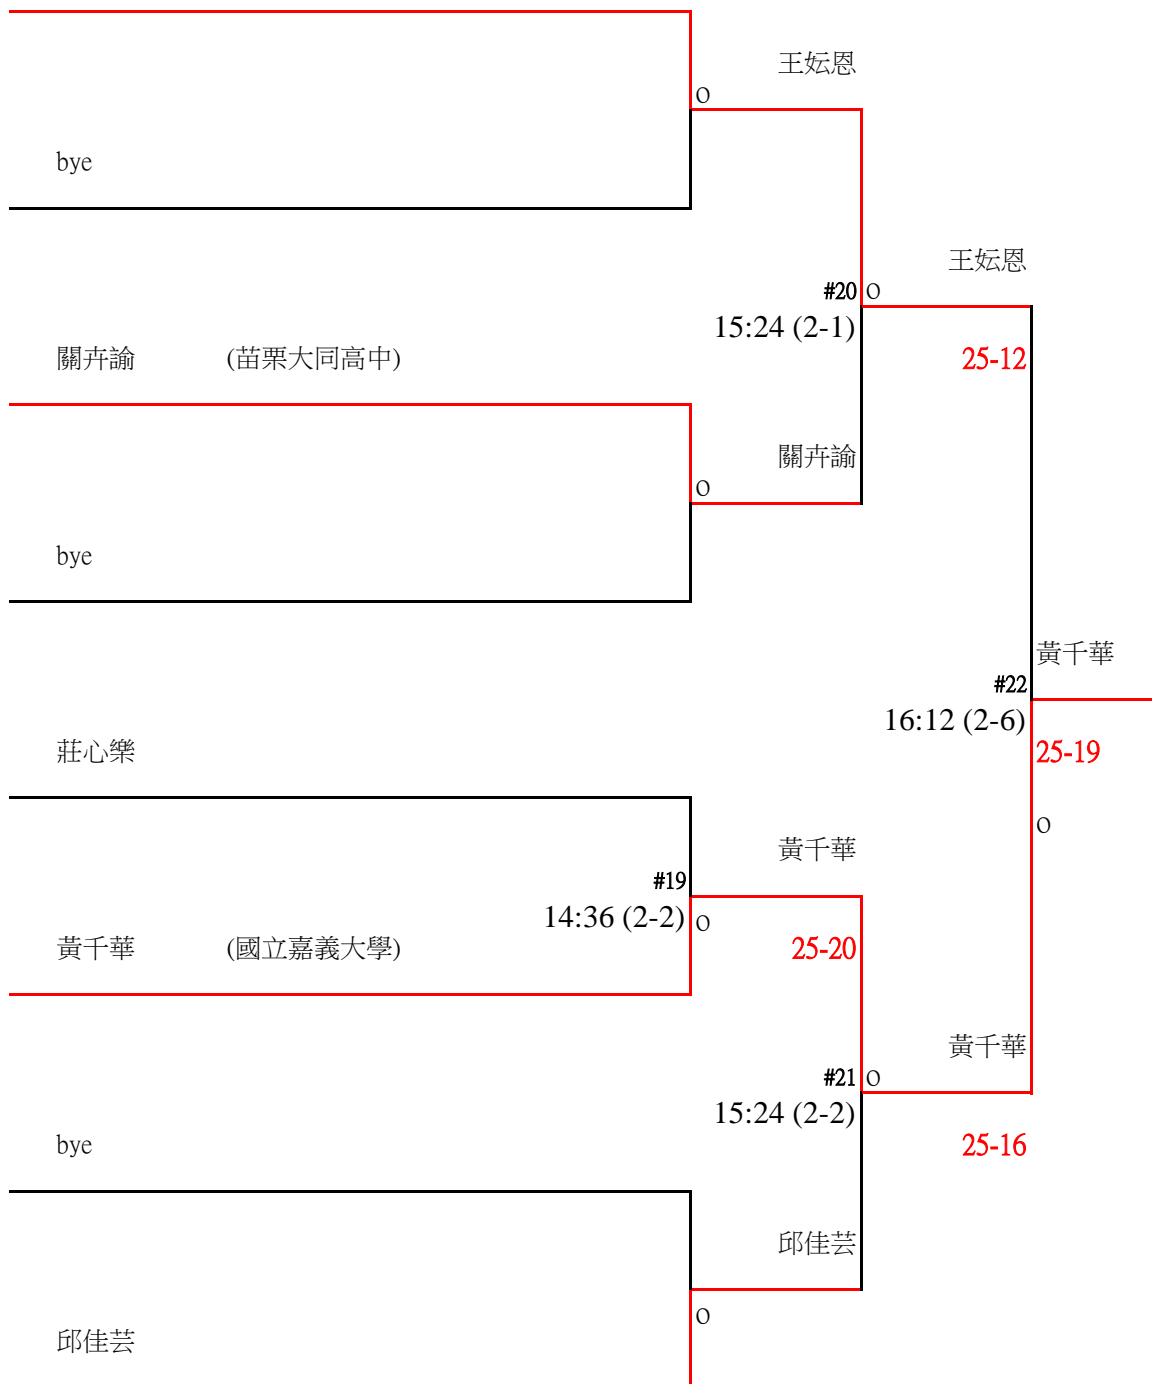 王妘恩
O
bye
王妘恩
#20 O
15:24 (2-1)
關卉諭 (苗栗大同高中)
25-12
關卉諭
O
bye
黃千華
#22
16:12 (2-6)
莊心樂
25-19
O
黃千華
#19
14:36 (2-2) O
黃千華 (國立嘉義大學)
25-20
黃千華
#21 O
15:24 (2-2)
bye
25-16
邱佳芸
O
邱佳芸